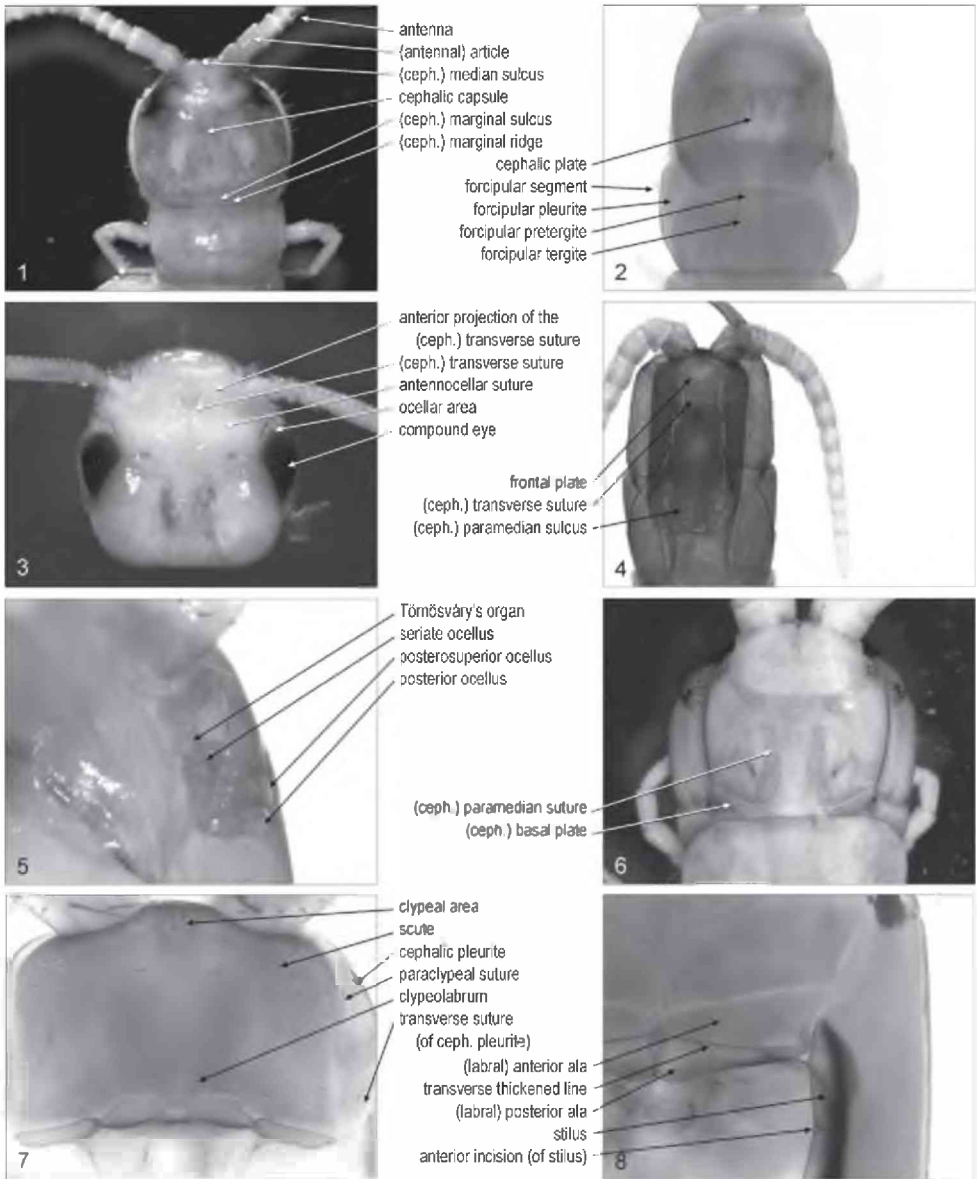 antenna
(antennal) article
(ceph.) median sulcus
cephalic capsule
(ceph.) marginal sulcus
(ceph.) marginal ridge
1
cephalic plate
forcipular segment
forcipular pleurite
forcipular pretergite
forcipular tergite
2
anterior projection of the
(ceph.) transverse suture
(ceph.) transverse suture
antennocellar suture
ocellar area
compound eye
3
frontal plate
(ceph.) transverse suture
(ceph.) paramedian sulcus
4
Tömösváry's organ
seriate ocellus
posterosuperior ocellus
posterior ocellus
5
(ceph.) paramedian suture
(ceph.) basal plate
6
clypeal area
scute
cephalic pleurite
paraclypeal suture
clypeolabrum
transverse suture
(of ceph. pleurite)
7
(labral) anterior ala
transverse thickened line
(labral) posterior ala
stilus
anterior incision (of stilus)
8